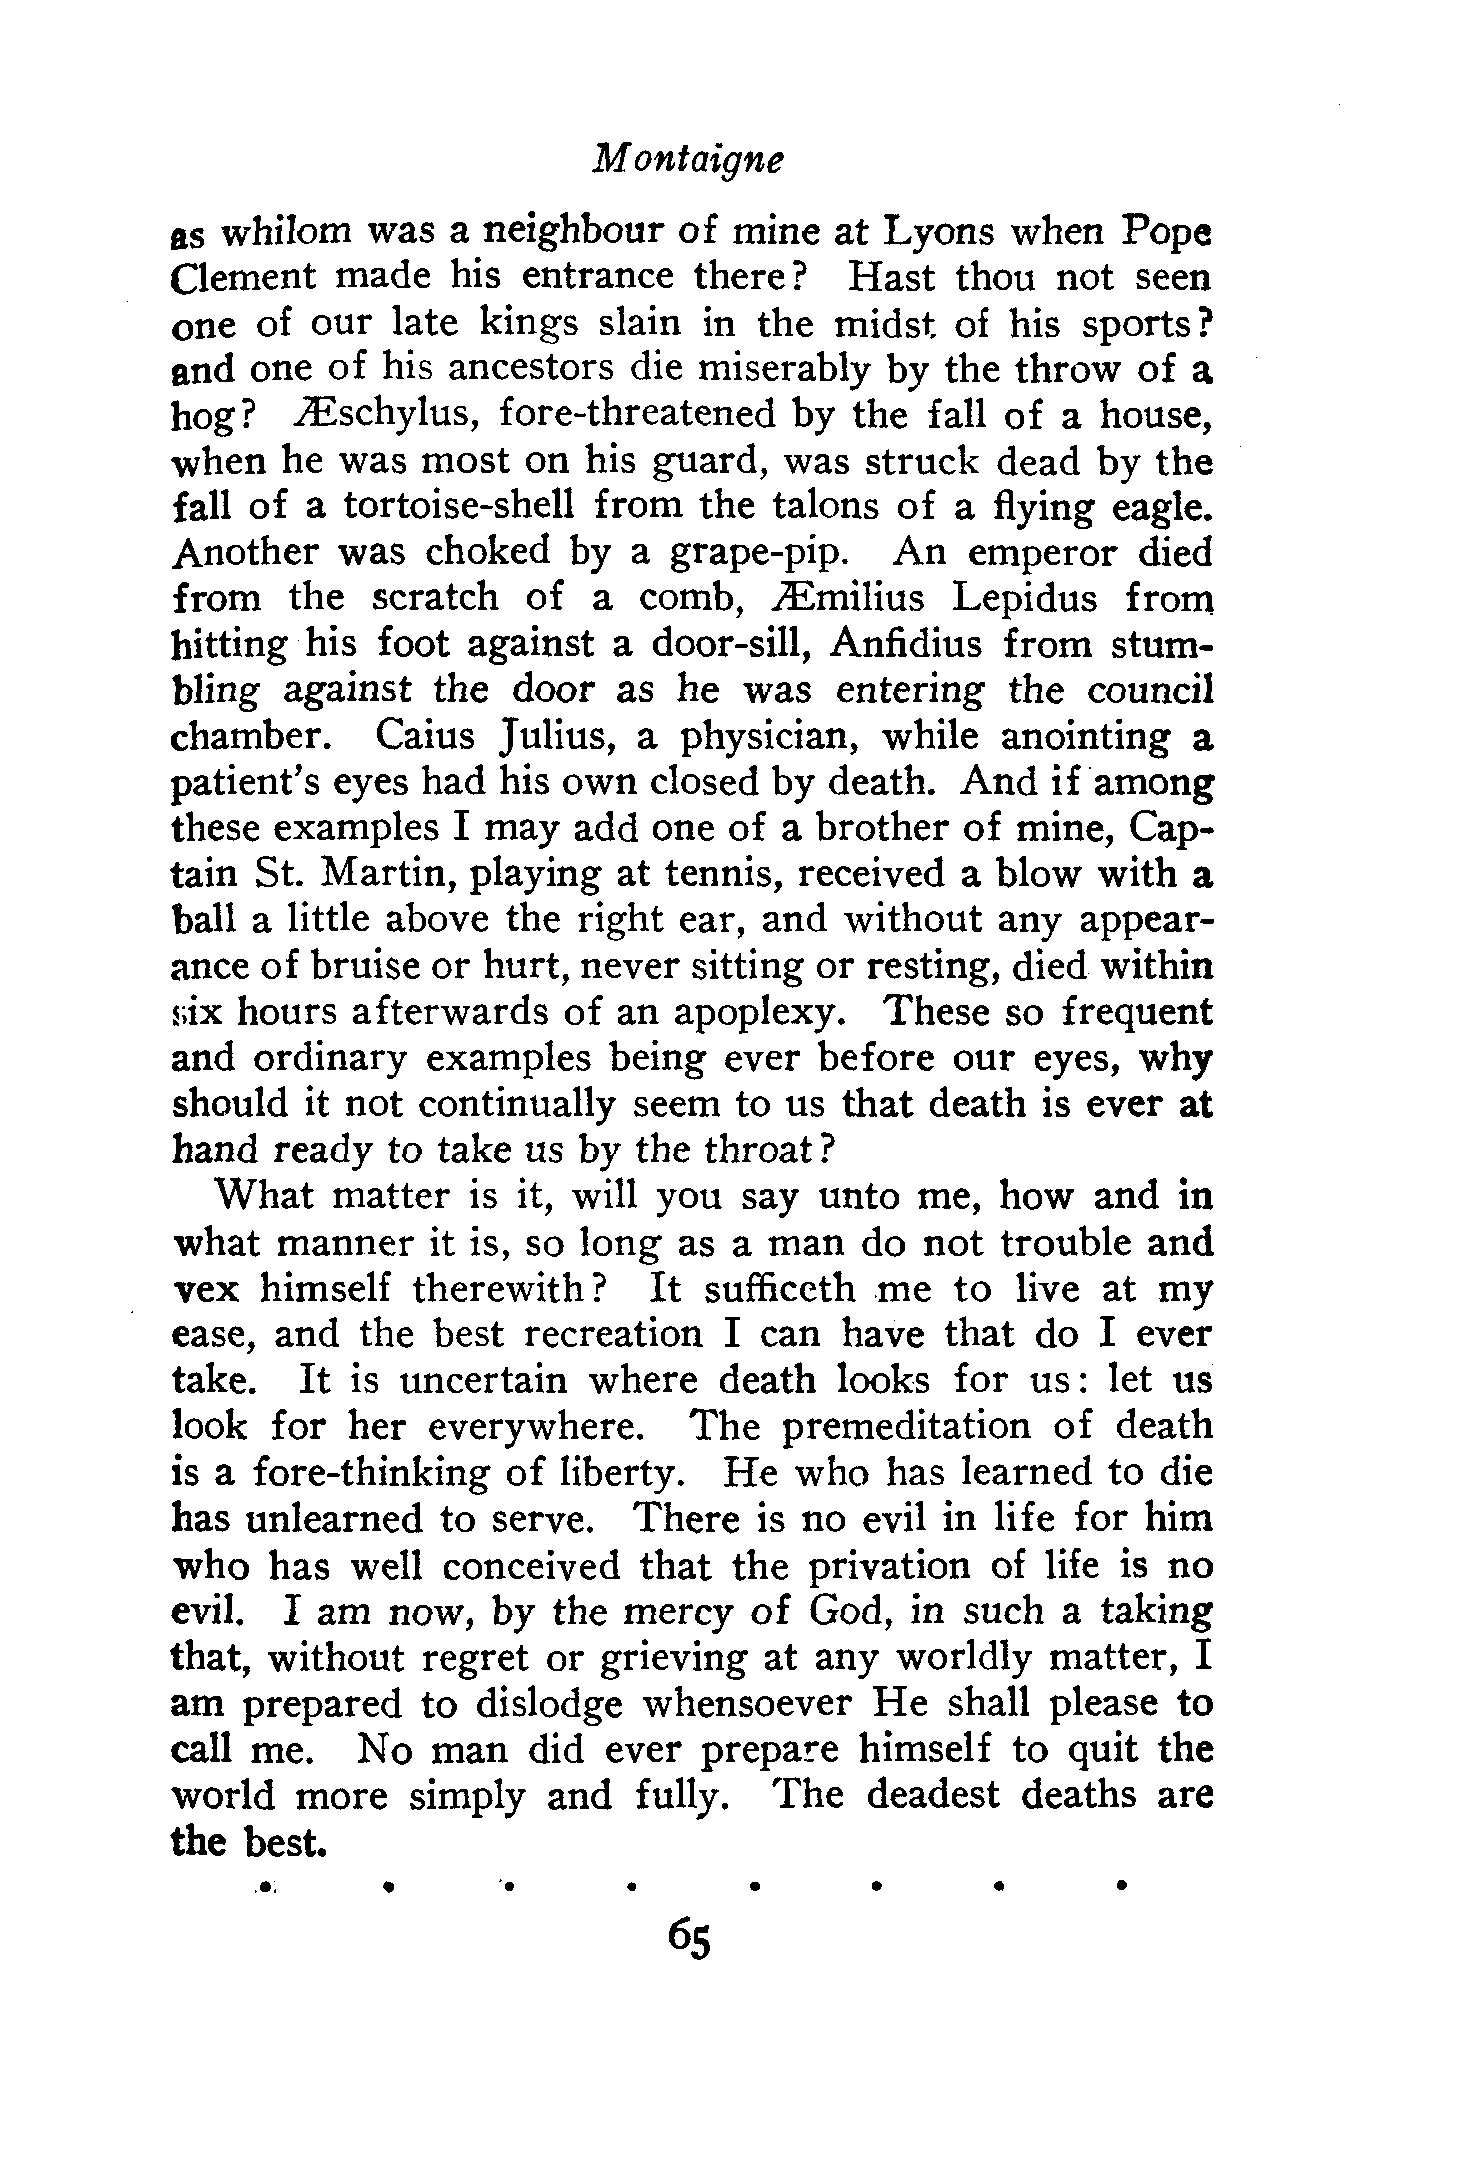 Montaigne
as whilom was a neighbour of mine at Lyons when Pope
Clement made his entrance there? Hast thou not seen
one of our late kings slain in the midst of his sports?
and one of his ancestors die miserably by the throw of a
hog? Æschylus, fore-threatened by the fall of a house,
when he was most on his guard, was struck dead by the
fall of a tortoise-shell from the talons of a flying eagle.
Another was choked by a grape-pip. An emperor died
from the scratch of a comb, Æmilius Lepidus from
hitting his foot against a door-sill, Anfidius from stum-
bling against the door as he was entering the council
chamber. Caius Julius, a physician, while anointing a
patient's eyes had his own closed by death. And if among
these examples I may add one of a brother of mine, Cap-
tain St. Martin, playing at tennis, received a blow with a
ball a little above the right ear, and without any appear-
ance of bruise or hurt, never sitting or resting, died within
six hours afterwards of an apoplexy. These so frequent
and ordinary examples being ever before our eyes, why
should it not continually seem to us that death is ever at
hand ready to take us by the throat?
What matter is it, will you say unto me, how and in
what manner it is, so long as a man do not trouble and
vex himself therewith? It sufficeth me to live at my
ease, and the best recreation I can have that do I ever
take. It is uncertain where death looks for us: let us
look for her everywhere. The premeditation of death
is a fore-thinking of liberty. He who has learned to die
has unlearned to serve. There is no evil in life for him
who has well conceived that the privation of life is no
evil. I am now, by the mercy of God, in such a taking
that, without regret or grieving at any worldly matter, I
am prepared to dislodge whensoever He shall please to
call me. No man did ever prepare himself to quit the
world more simply and fully. The deadest deaths are
the best.
. . . . . . . .
65